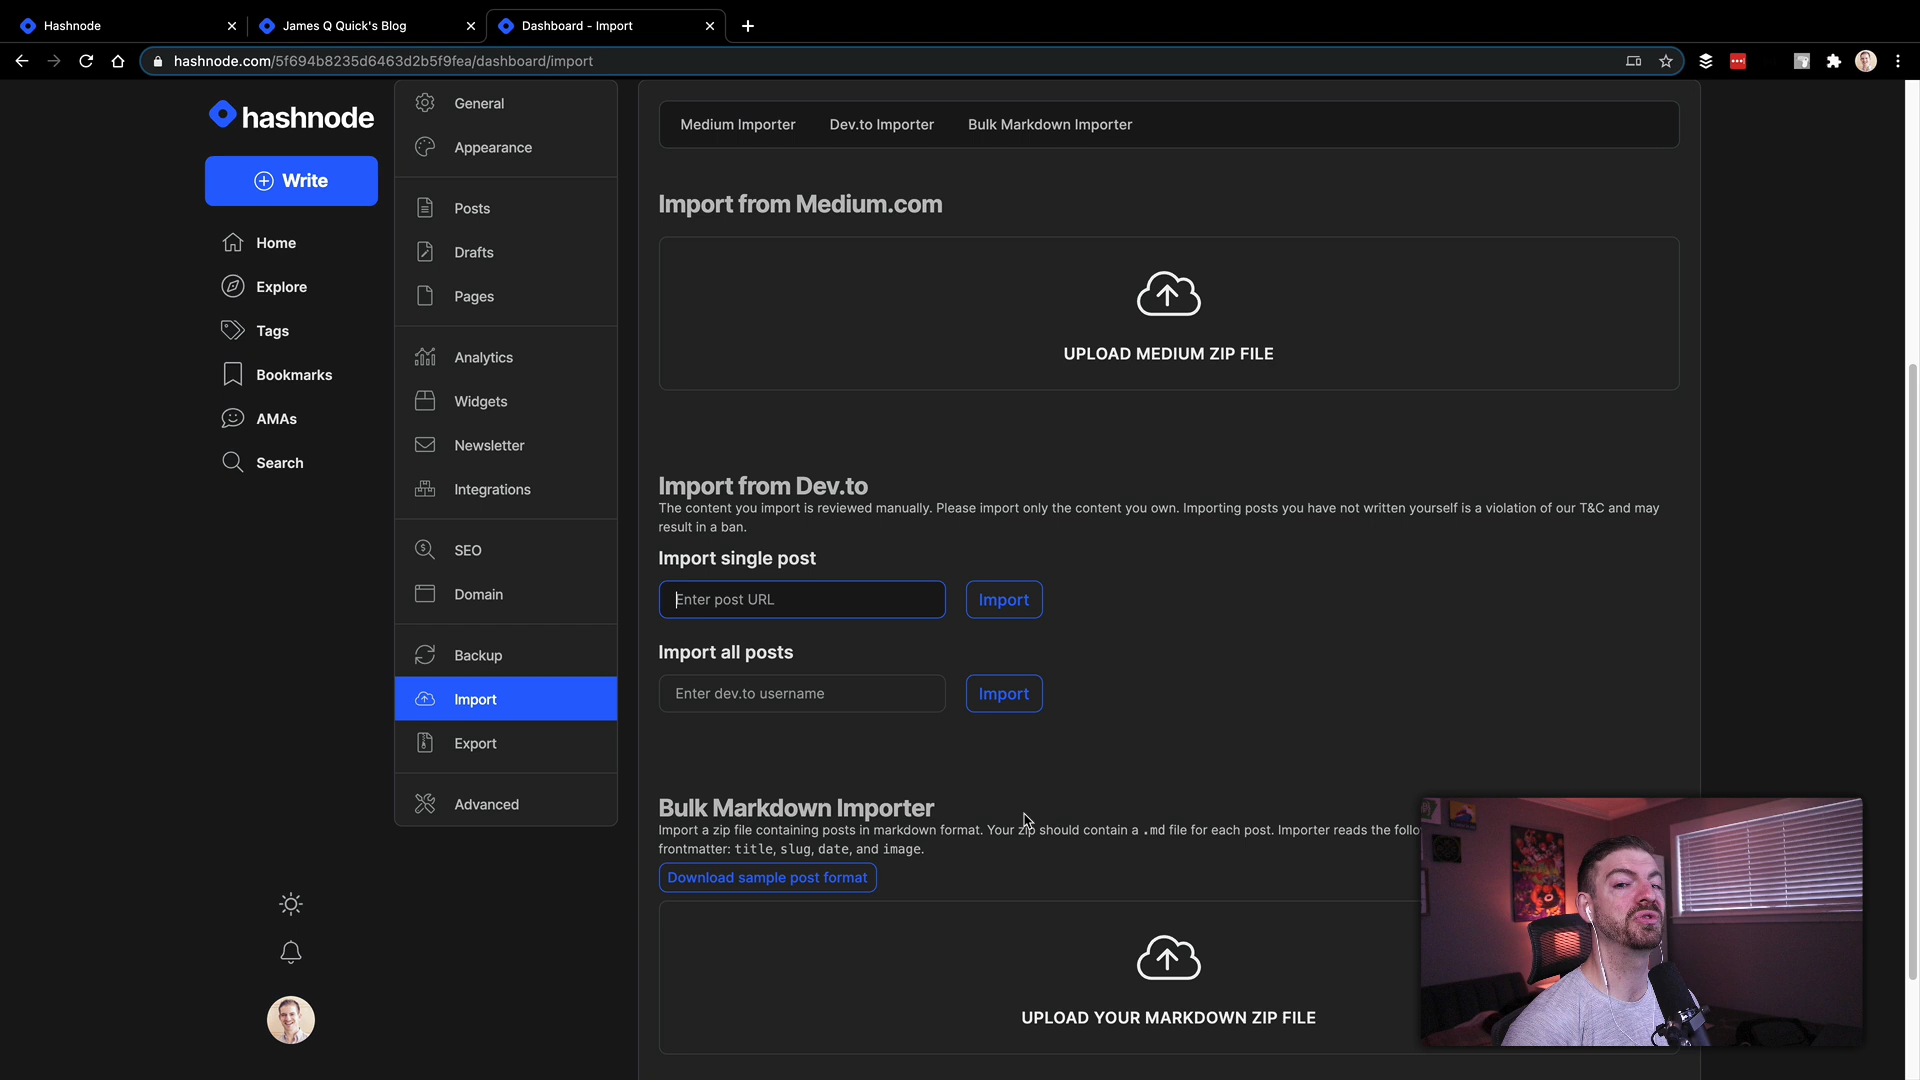 Hashnode
James Q Quick's Blog
Dashboard - Import
hashnode.com/5f694b8235d6463d2b5f9fea/dashboard/import
hashnode
Write
Home
Explore
Tags
Bookmarks
AMAs
Search
General
Appearance
Posts
Drafts
Pages
Analytics
Widgets
Newsletter
Integrations
SEO
Domain
Backup
Import
Export
Advanced
Medium Importer
Dev.to Importer
Bulk Markdown Importer
Import from Medium.com
UPLOAD MEDIUM ZIP FILE
Import from Dev.to
The content you import is reviewed manually. Please import only the content you own. Importing posts you have not written yourself is a violation of our T&C and may
result in a ban.
Import single post
Enter post URL
Import
Import all posts
Enter dev.to username
Import
Bulk Markdown Importer
Import a zip file containing posts in markdown format. Your zip should contain a .md file for each post. Importer reads the follo
frontmatter: title, slug, date, and image.
Download sample post format
UPLOAD YOUR MARKDOWN ZIP FILE